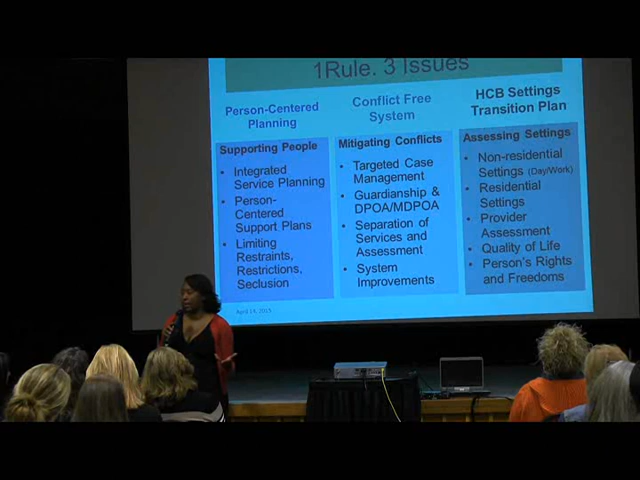 1Rule. 3 Issues
Person-Centered
Planning
Supporting People
• Integrated
Service Planning
• Person-
Centered
Support Plans
• Limiting
Restraints,
Restrictions,
Seclusion
Conflict Free
System
Mitigating Conflicts
• Targeted Case
Management
• Guardianship &
DPOA/MDPOA
• Separation of
Services and
Assessment
• System
Improvements
HCB Settings
Transition Plan
Assessing Settings
• Non-residential
Settings (Day/Work)
• Residential
Settings
• Provider
Assessment
• Quality of Life
• Person's Rights
and Freedoms
April 14, 2015